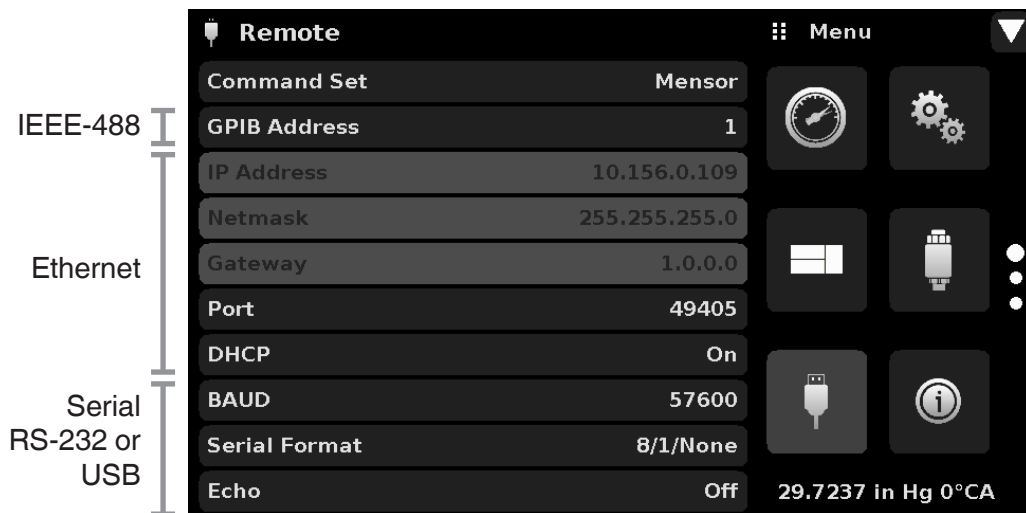 Remote
Menu
Command Set Mensor
IEEE-488
GPIB Address 1
IP Address 10.156.0.109
Netmask 255.255.255.0
Ethernet
Gateway 1.0.0.0
Port 49405
DHCP On
Serial
RS-232 or
USB
BAUD 57600
Serial Format 8/1/None
Echo Off
29.7237 in Hg 0°CA